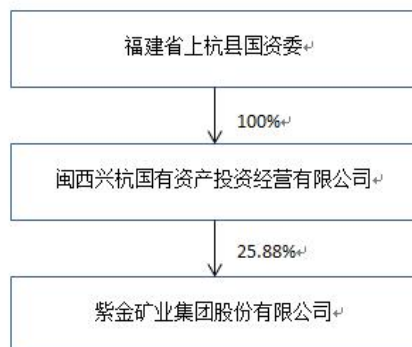 福建省上杭县国资委
100%
闽西兴杭国有资产投资经营有限公司
25.88%
紫金矿业集团股份有限公司